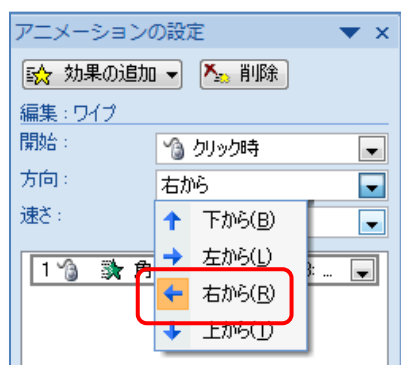 アニメーションの設定
効果の追加 削除
編集 : ワイプ
開始 : クリック時
方向 : 右から
速さ :
下から(B)
左から(L)
1 角 3: ...
右から(R)
上から(T)